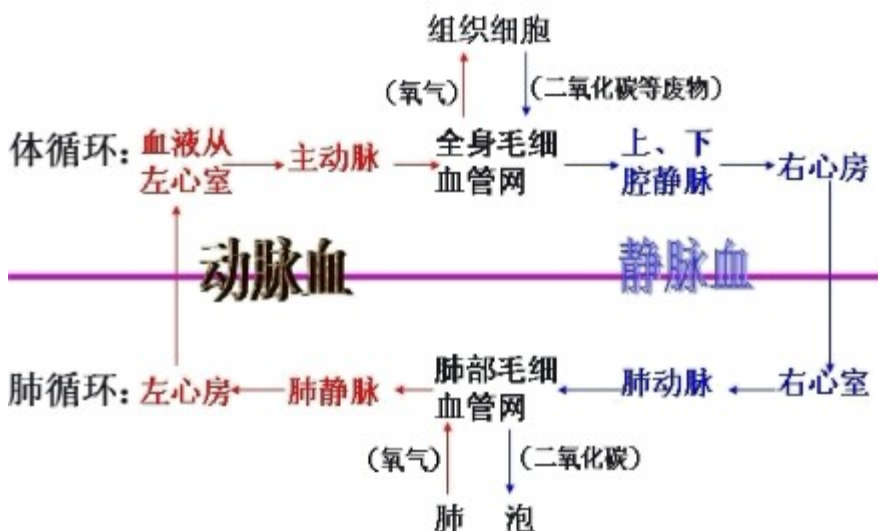 组织细胞
（氧气）
（二氧化碳等废物）
体循环：
血液从
左心室
主动脉
全身毛细
血管网
上、下
腔静脉
右心房
动脉血
静脉血
肺循环：
左心房
肺静脉
肺部毛细
血管网
肺动脉
右心室
（氧气）
（二氧化碳）
肺 泡